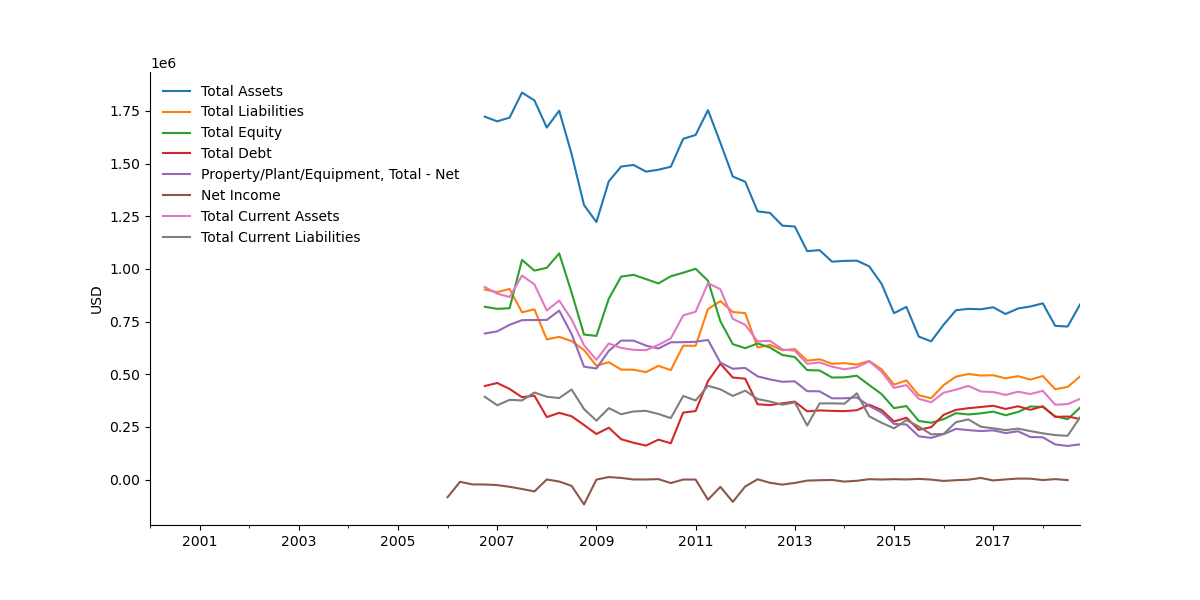 1e6
1.75
1.50
1.25
1.00
0.75
0.50
0.25
0.00
USD
Total Assets
Total Liabilities
Total Equity
Total Debt
Property/Plant/Equipment, Total - Net
Net Income
Total Current Assets
Total Current Liabilities
2001 2003 2005 2007 2009 2011 2013 2015 2017